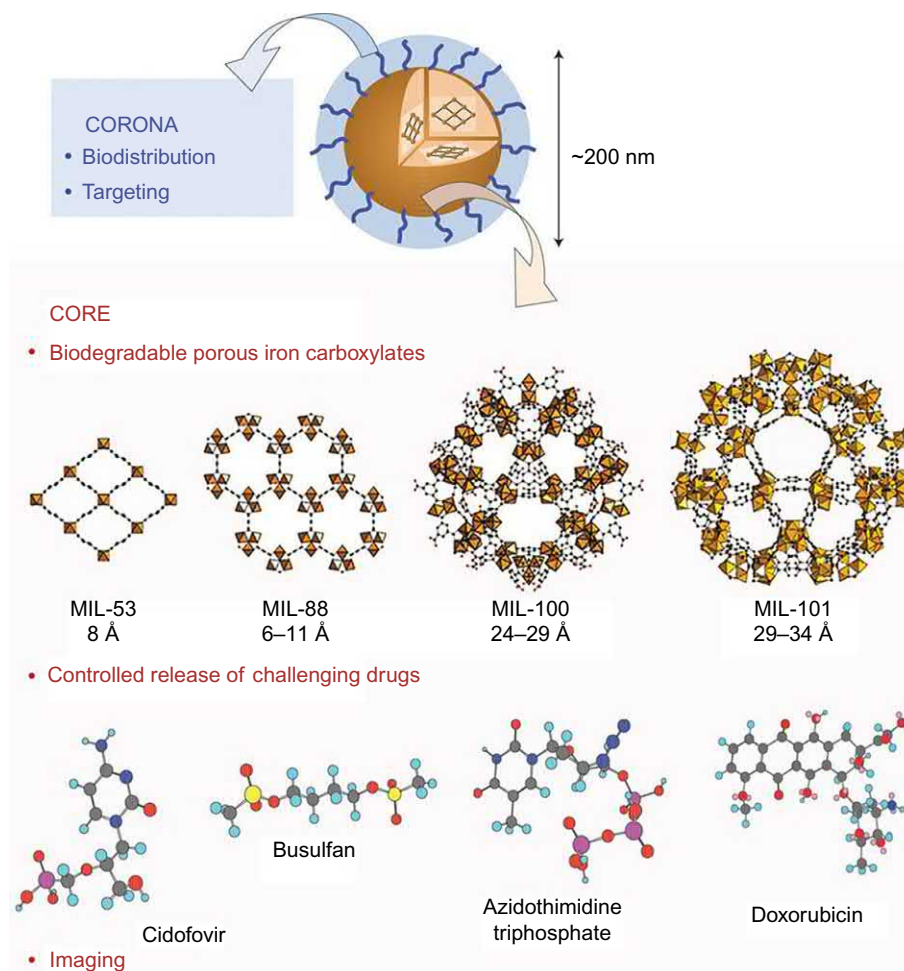 CORONA
• Biodistribution
• Targeting
~200 nm
CORE
• Biodegradable porous iron carboxylates
MIL-53
8 Å
MIL-88
6–11 Å
MIL-100
24–29 Å
MIL-101
29–34 Å
• Controlled release of challenging drugs
Cidofovir
Busulfan
Azidothimidine
triphosphate
Doxorubicin
• Imaging